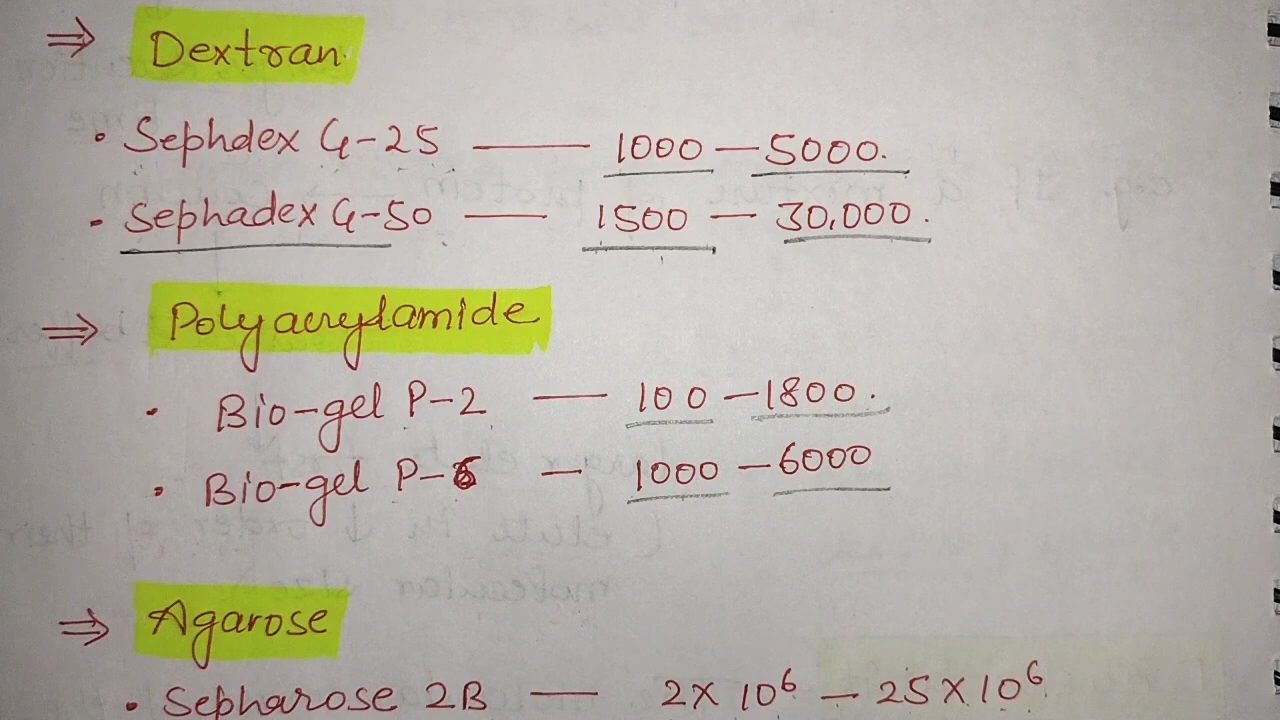 ⇒ Dextran
• Sephdex G-25 — 1000 – 5000.
• Sephadex G-50 — 1500 – 30,000.
⇒ Polyacrylamide
• Bio-gel P-2 — 100 – 1800.
• Bio-gel P-6 — 1000 – 6000
⇒ Agarose
• Sepharose 2B — 2 × 10⁶ – 25 × 10⁶